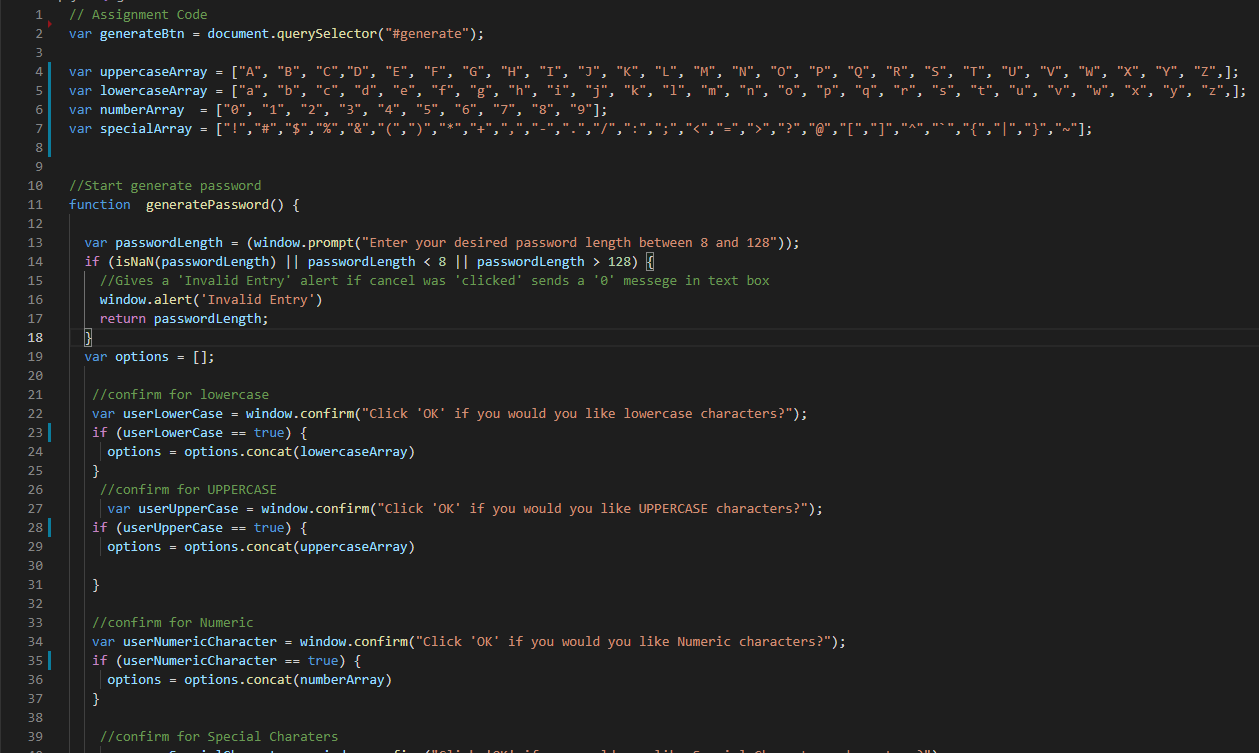 1 // Assignment Code
2 var generateBtn = document.querySelector("#generate");
3
4 var uppercaseArray = ["A", "B", "C","D", "E", "F", "G", "H", "I", "J", "K", "L", "M", "N", "O", "P", "Q", "R", "S", "T", "U", "V", "W", "X", "Y", "Z",];
5 var lowercaseArray = ["a", "b", "c", "d", "e", "f", "g", "h", "i", "j", "k", "l", "m", "n", "o", "p", "q", "r", "s", "t", "u", "v", "w", "x", "y", "z",];
6 var numberArray  = ["0", "1", "2", "3", "4", "5", "6", "7", "8", "9"];
7 var specialArray = ["!","#","$","%","&","(",")","*","+",",","-",".","/",":",";","<","=",">","?","@","[","]","^","`","{","|","}","~"];
8
9
10 //Start generate password
11 function  generatePassword() {
12
13 var passwordLength = (window.prompt("Enter your desired password length between 8 and 128"));
14 if (isNaN(passwordLength) || passwordLength < 8 || passwordLength > 128) {
15 //Gives a 'Invalid Entry' alert if cancel was 'clicked' sends a '0' messege in text box
16 window.alert('Invalid Entry')
17 return passwordLength;
18 }
19 var options = [];
20
21 //confirm for lowercase
22 var userLowerCase = window.confirm("Click 'OK' if you would you like lowercase characters?");
23 if (userLowerCase == true) {
24 options = options.concat(lowercaseArray)
25 }
26 //confirm for UPPERCASE
27 var userUpperCase = window.confirm("Click 'OK' if you would you like UPPERCASE characters?");
28 if (userUpperCase == true) {
29 options = options.concat(uppercaseArray)
30
31 }
32
33 //confirm for Numeric
34 var userNumericCharacter = window.confirm("Click 'OK' if you would you like Numeric characters?");
35 if (userNumericCharacter == true) {
36 options = options.concat(numberArray)
37 }
38
39 //confirm for Special Charaters